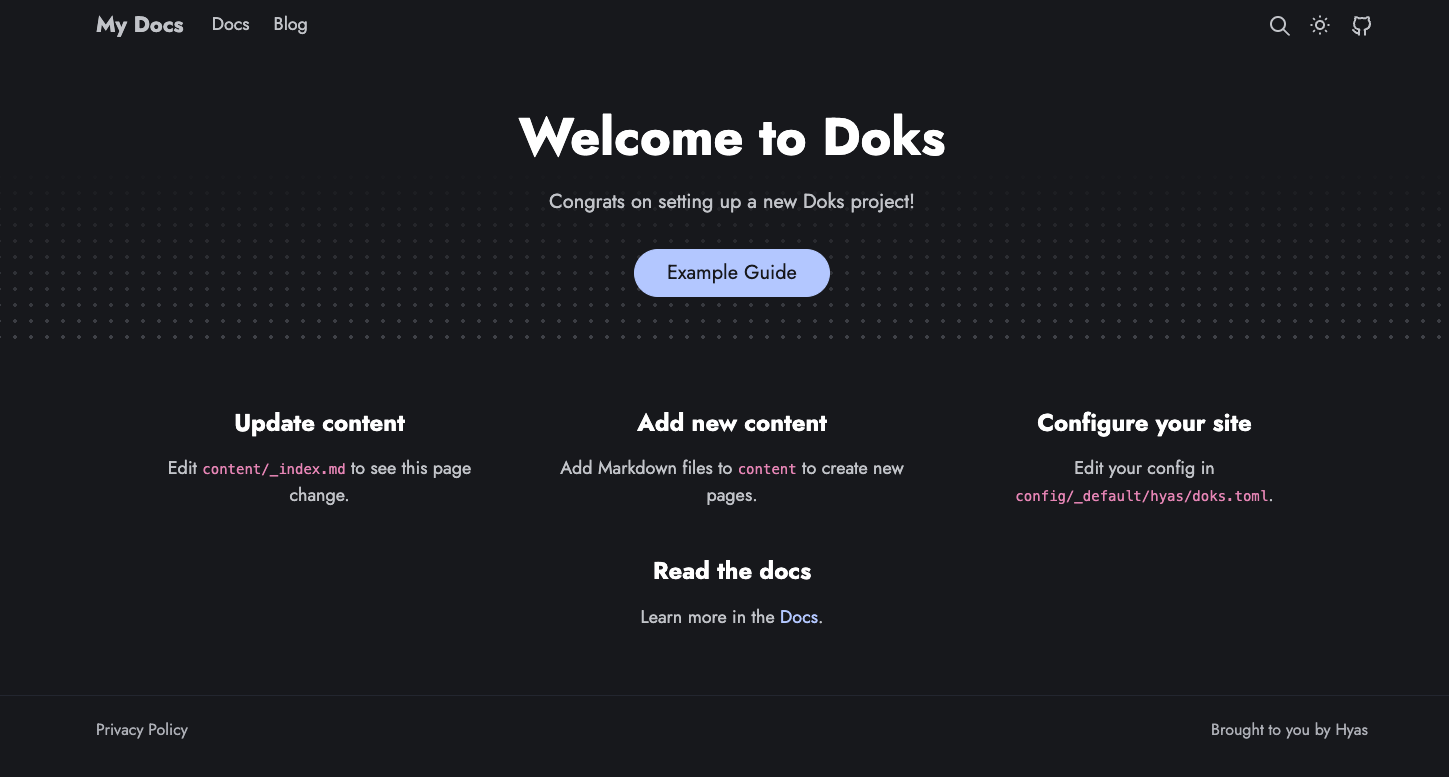 My Docs Docs Blog
Welcome to Doks
Congrats on setting up a new Doks project!
Example Guide
Update content
Edit content/_index.md to see this page
change.
Add new content
Add Markdown files to content to create new
pages.
Configure your site
Edit your config in
config/_default/hyas/doks.toml.
Read the docs
Learn more in the Docs.
Privacy Policy
Brought to you by Hyas